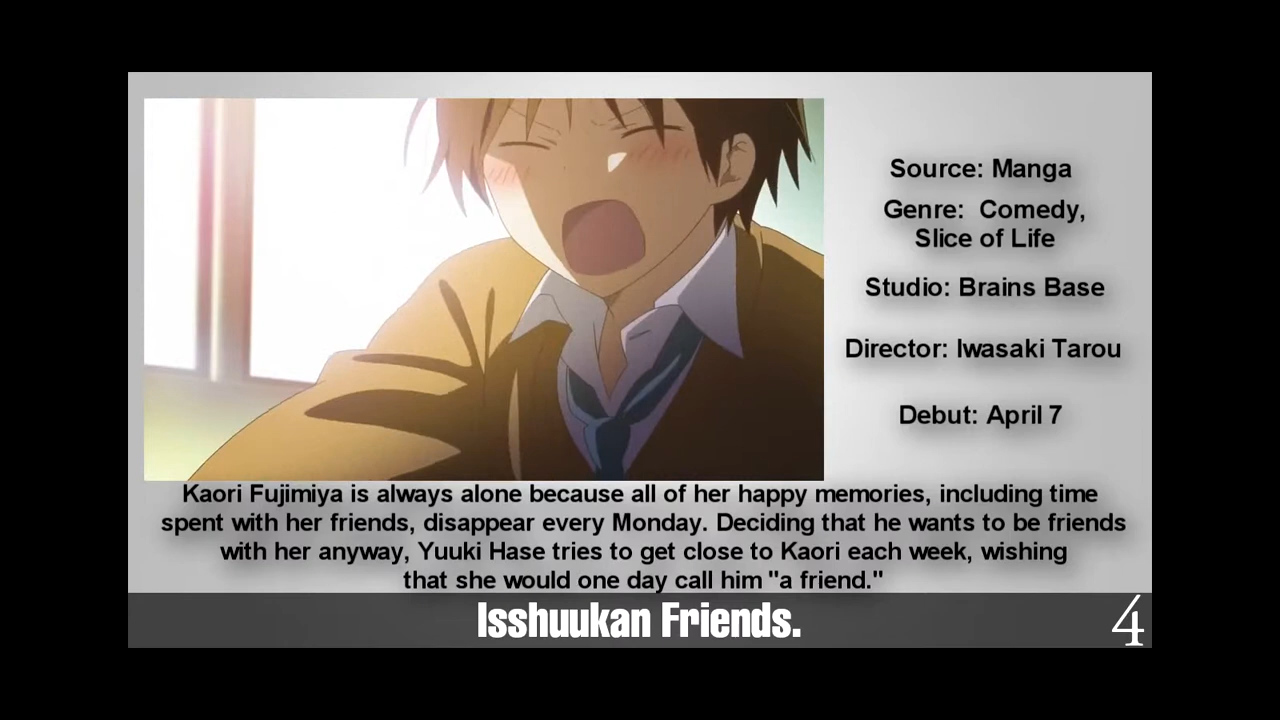 Source: Manga
Genre:  Comedy,
Slice of Life
Studio: Brains Base
Director: Iwasaki Tarou
Debut: April 7
Kaori Fujimiya is always alone because all of her happy memories, including time
spent with her friends, disappear every Monday. Deciding that he wants to be friends
with her anyway, Yuuki Hase tries to get close to Kaori each week, wishing
that she would one day call him "a friend."
Isshuukan Friends.
4